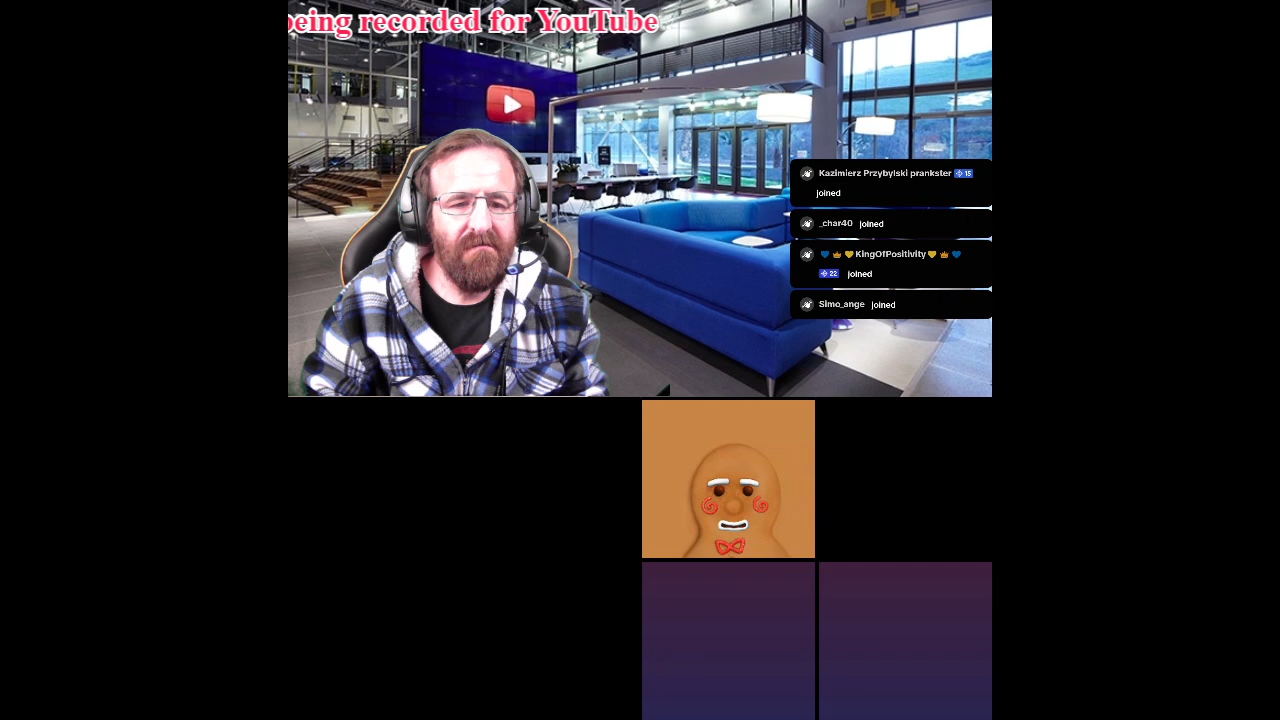 being recorded for YouTube
Kazimierz Przybylski prankster 15
joined
_char40 joined
💙👑💛KingOfPositivity💛👑💙
22 joined
Simo_ange joined